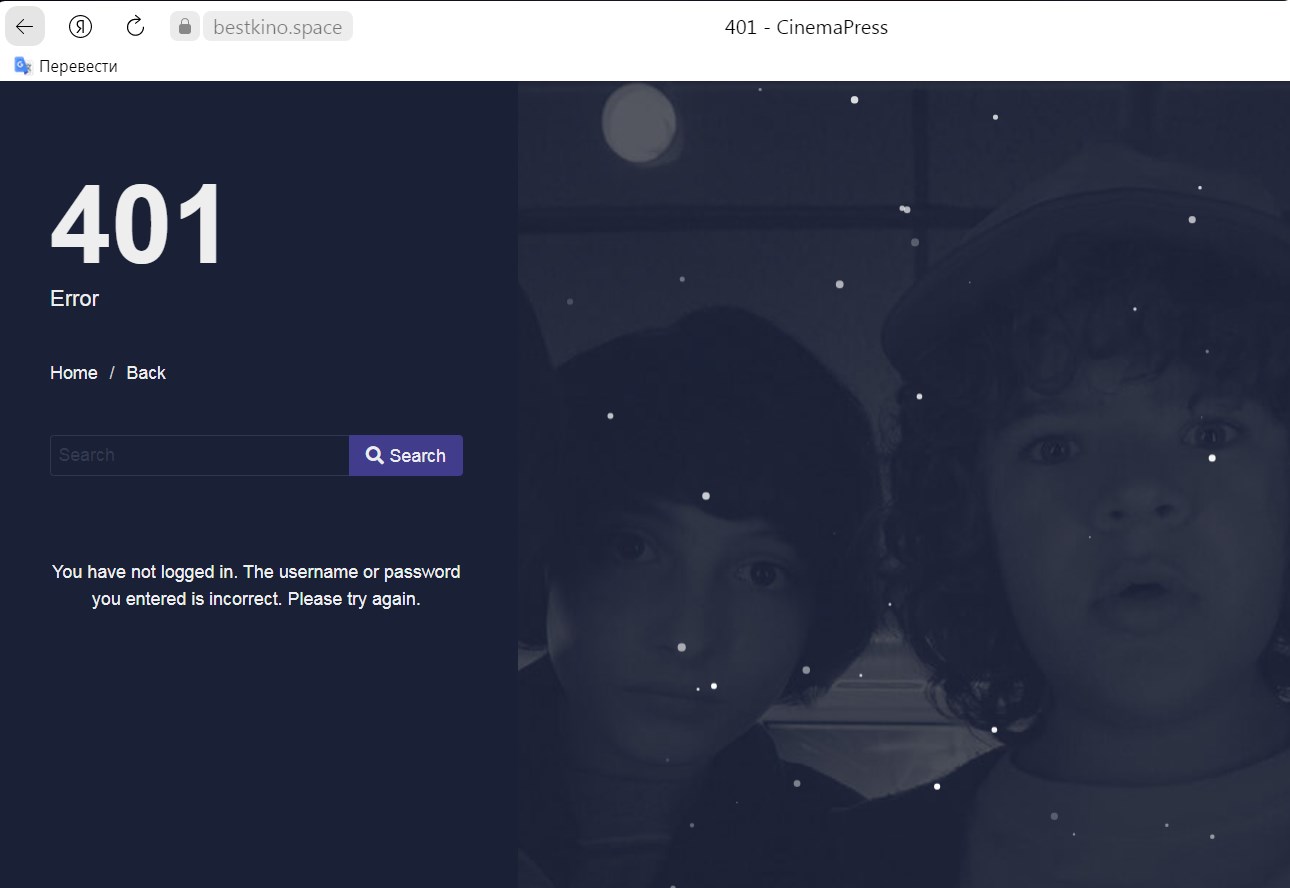 bestkino.space
401 - CinemaPress
Перевести
401
Error
Home / Back
Search
Search
You have not logged in. The username or password
you entered is incorrect. Please try again.